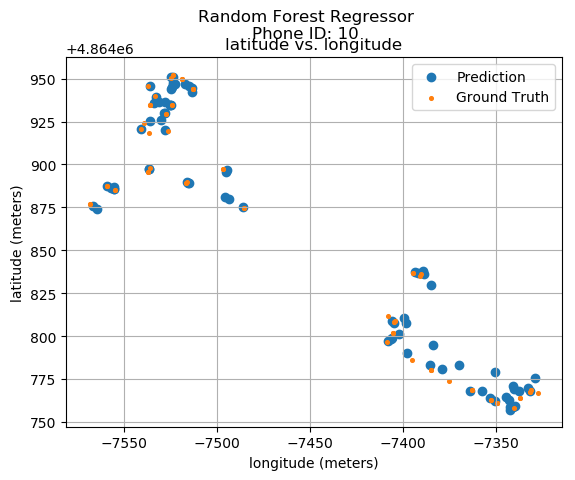 Random Forest Regressor
Phone ID: 10
latitude vs. longitude
+4.864e6
Prediction
Ground Truth
950
925
900
875
850
825
800
775
750
latitude (meters)
−7550
−7500
−7450
−7400
−7350
longitude (meters)